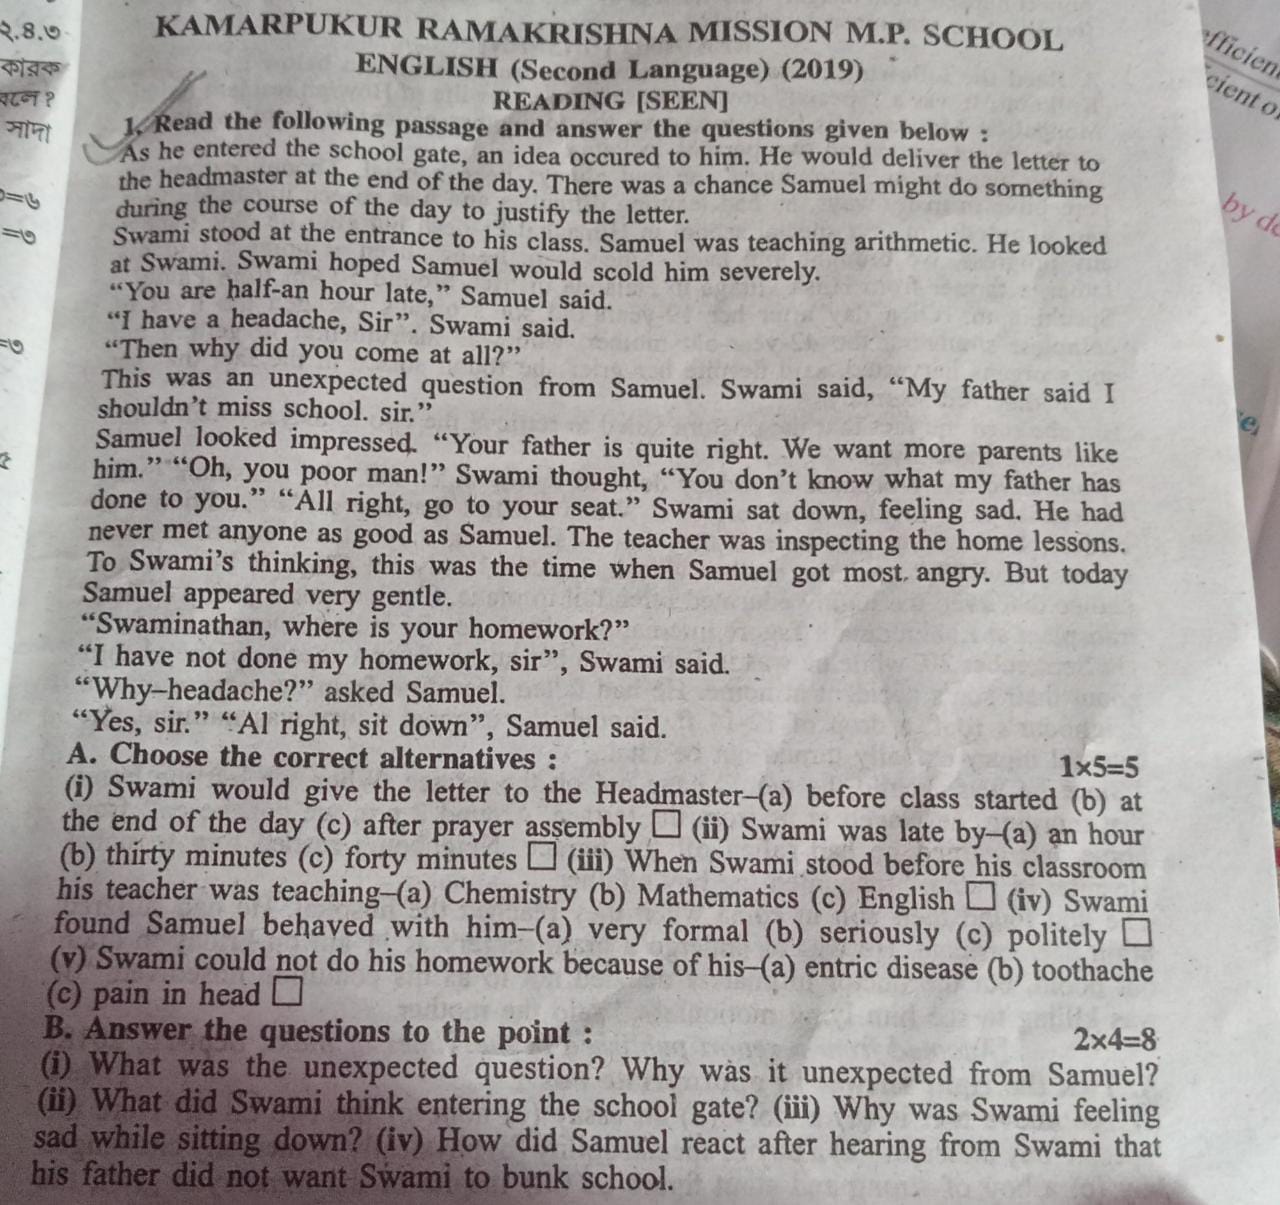 KAMARPUKUR RAMAKRISHNA MISSION M.P. SCHOOL
ENGLISH (Second Language) (2019)
READING [SEEN]
1. Read the following passage and answer the questions given below :
As he entered the school gate, an idea occured to him. He would deliver the letter to
the headmaster at the end of the day. There was a chance Samuel might do something
during the course of the day to justify the letter.
Swami stood at the entrance to his class. Samuel was teaching arithmetic. He looked
at Swami. Swami hoped Samuel would scold him severely.
“You are half-an hour late,” Samuel said.
“I have a headache, Sir”. Swami said.
“Then why did you come at all?”
This was an unexpected question from Samuel. Swami said, “My father said I
shouldn’t miss school. sir.”
Samuel looked impressed. “Your father is quite right. We want more parents like
him.” “Oh, you poor man!” Swami thought, “You don’t know what my father has
done to you.” “All right, go to your seat.” Swami sat down, feeling sad. He had
never met anyone as good as Samuel. The teacher was inspecting the home lessons.
To Swami’s thinking, this was the time when Samuel got most. angry. But today
Samuel appeared very gentle.
“Swaminathan, where is your homework?”
“I have not done my homework, sir”, Swami said.
“Why–headache?” asked Samuel.
“Yes, sir.” “Al right, sit down”, Samuel said.
A. Choose the correct alternatives : 1×5=5
(i) Swami would give the letter to the Headmaster–(a) before class started (b) at
the end of the day (c) after prayer assembly □ (ii) Swami was late by–(a) an hour
(b) thirty minutes (c) forty minutes □ (iii) When Swami stood before his classroom
his teacher was teaching–(a) Chemistry (b) Mathematics (c) English □ (iv) Swami
found Samuel behaved with him–(a) very formal (b) seriously (c) politely □
(v) Swami could not do his homework because of his–(a) entric disease (b) toothache
(c) pain in head □
B. Answer the questions to the point : 2×4=8
(i) What was the unexpected question? Why was it unexpected from Samuel?
(ii) What did Swami think entering the school gate? (iii) Why was Swami feeling
sad while sitting down? (iv) How did Samuel react after hearing from Swami that
his father did not want Swami to bunk school.
২.৪.৩
কারক
বলে?
সাদা
=৬
=৩
=৩
by